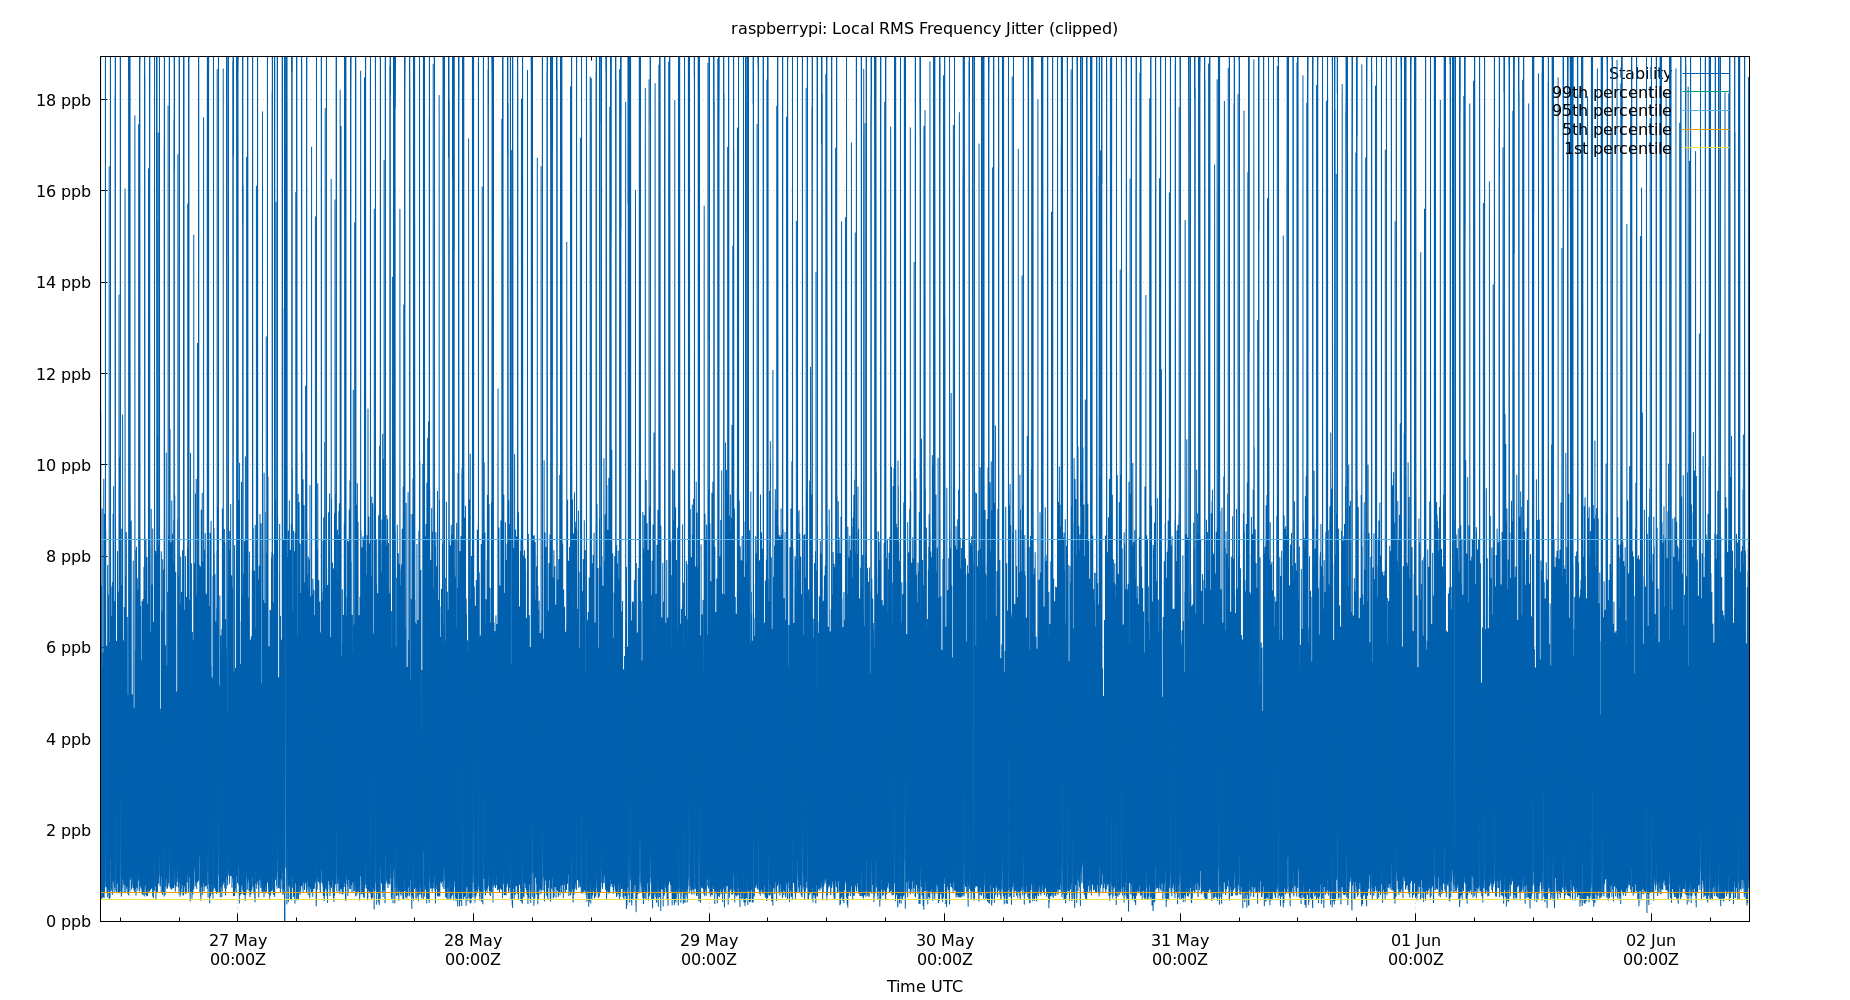 raspberrypi: Local RMS Frequency Jitter (clipped)
Stability
99th percentile
95th percentile
5th percentile
1st percentile
18 ppb
16 ppb
14 ppb
12 ppb
10 ppb
8 ppb
6 ppb
4 ppb
2 ppb
0 ppb
27 May 28 May 29 May 30 May 31 May 01 Jun 02 Jun
00:00Z 00:00Z 00:00Z 00:00Z 00:00Z 00:00Z 00:00Z
Time UTC